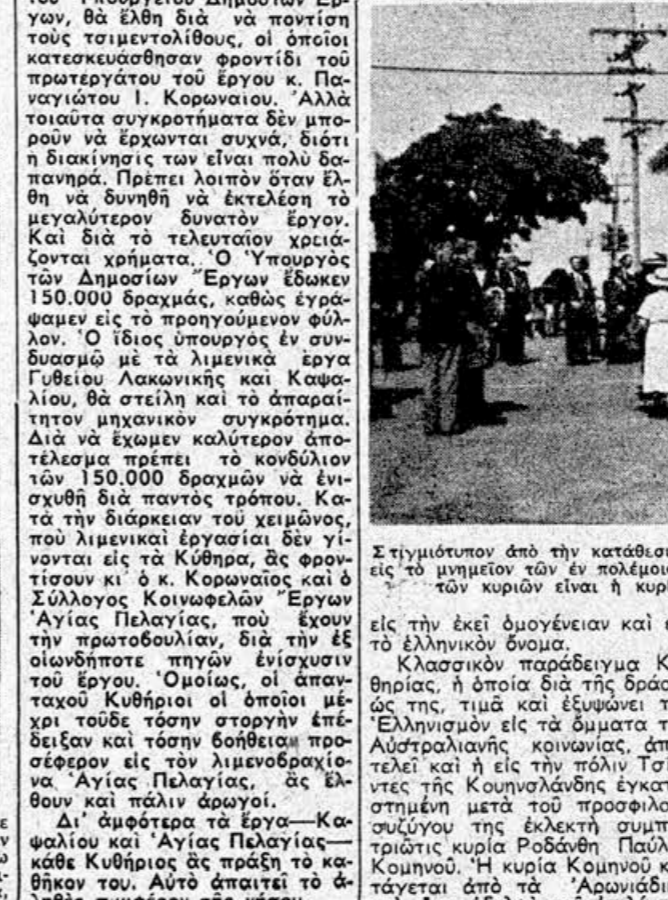 τοῦ Ὑπουργείου Δημοσίων Ἔρ-
γων, θὰ ἔλθη διὰ νὰ ποντίση
τοὺς τσιμεντολίθους, οἱ ὁποῖοι
κατεσκευάσθησαν φροντίδι τοῦ
πρωτεργάτου τοῦ ἔργου κ. Πα-
ναγιώτου Ι. Κορωναίου. Ἀλλὰ
τοιαῦτα συγκροτήματα δὲν μπο-
ροῦν νὰ ἔρχωνται συχνά, διότι
ἡ διακίνησις των εἶναι πολὺ δα-
πανηρά. Πρέπει λοιπὸν ὅταν ἔλ-
θη νὰ δυνηθῆ νὰ ἐκτελέση τὸ
μεγαλύτερον δυνατὸν ἔργον.
Καὶ διὰ τὸ τελευταῖον χρειά-
ζονται χρήματα. Ὁ Ὑπουργὸς
τῶν Δημοσίων Ἔργων ἔδωκεν
150.000 δραχμάς, καθὼς ἐγρά-
ψαμεν εἰς τὸ προηγούμενον φύλ-
λον. Ὁ ἴδιος ὑπουργὸς ἐν συν-
δυασμῷ μὲ τὰ λιμενικὰ ἔργα
Γυθείου Λακωνικῆς καὶ Καψα-
λίου, θὰ στείλη καὶ τὸ ἀπαραί-
τητον μηχανικὸν συγκρότημα.
Διὰ νὰ ἔχωμεν καλύτερον ἀπο-
τέλεσμα πρέπει τὸ κονδύλιον
τῶν 150.000 δραχμῶν νὰ ἐνι-
σχυθῆ διὰ παντὸς τρόπου. Κα-
τὰ τὴν διάρκειαν τοῦ χειμῶνος,
ποὺ λιμενικαὶ ἐργασίαι δὲν γί-
νονται εἰς τὰ Κύθηρα, ἂς φρον-
τίσουν κι' ὁ κ. Κορωναῖος καὶ ὁ
Σύλλογος Κοινωφελῶν Ἔργων
Ἁγίας Πελαγίας, ποὺ ἔχουν
τὴν πρωτοβουλίαν, διὰ τὴν ἐξ
οἱωνδήποτε πηγῶν ἐνίσχυσιν
τοῦ ἔργου. Ὁμοίως, οἱ ἁπαν-
ταχοῦ Κυθήριοι οἱ ὁποῖοι μέ-
χρι τοῦδε τόσην στοργὴν ἐπέ-
δειξαν καὶ τόσην βοήθειαν προ-
σέφερον εἰς τὸν λιμενοβραχίο-
να Ἁγίας Πελαγίας, ἂς ἔλ-
θουν καὶ πάλιν ἀρωγοί.
Δι' ἀμφότερα τὰ ἔργα—Κα-
ψαλίου καὶ Ἁγίας Πελαγίας—
κάθε Κυθήριος ἂς πράξη τὸ κα-
θῆκον του. Αὐτὸ ἀπαιτεῖ τὸ ἀ-
Στιγμιότυπον ἀπὸ τὴν κατάθεσι
εἰς τὸ μνημεῖον τῶν ἐν πολέμοι
τῶν κυριῶν εἶναι ἡ κυρί
εἰς τὴν ἐκεῖ ὁμογένειαν καὶ
τὸ ἑλληνικὸν ὄνομα.
Κλασσικὸν παράδειγμα Κ
θηρίας, ἡ ὁποία διὰ τῆς δράσ
ώς της, τιμᾶ καὶ ἐξυψώνει τ
Ἑλληνισμὸν εἰς τὰ ὄμματα τ
Αὐστραλιανῆς κοινωνίας, ἀπ
τελεῖ καὶ ἡ εἰς τὴν πόλιν Τσί
ντες τῆς Κουηνσλάνδης ἐγκατ
στημένη μετὰ τοῦ προσφιλο
συζύγου της ἐκλεκτὴ συμπ
τριῶτις κυρία Ροδάνθη Παύλ
Κομηνοῦ. Ἡ κυρία Κομηνοῦ κ
τάγεται ἀπὸ τὰ Ἀρωνιάδι